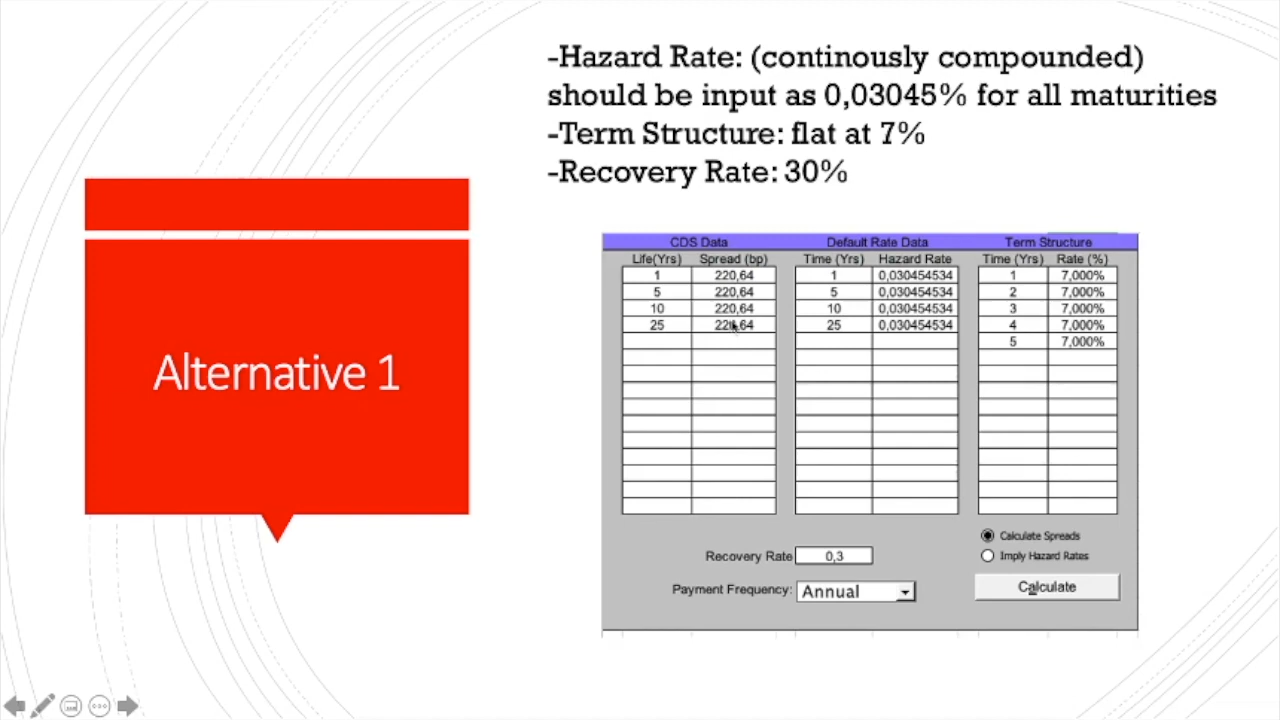 -Hazard Rate: (continously compounded)
should be input as 0,03045% for all maturities
-Term Structure: flat at 7%
-Recovery Rate: 30%
Alternative 1
CDS Data Default Rate Data Term Structure
Life(Yrs) Spread (bp) Time (Yrs) Hazard Rate Time (Yrs) Rate (%)
1 220,64 1 0,030454534 1 7,000%
5 220,64 5 0,030454534 2 7,000%
10 220,64 10 0,030454534 3 7,000%
25 220,64 25 0,030454534 4 7,000%
5 7,000%
Calculate Spreads
Recovery Rate 0,3 Imply Hazard Rates
Payment Frequency: Annual Calculate